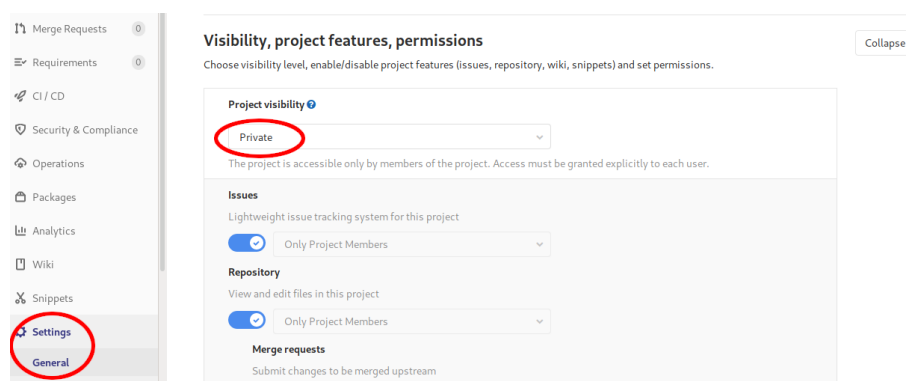 Merge Requests 0
Requirements 0
CI / CD
Security & Compliance
Operations
Packages
Analytics
Wiki
Snippets
Settings
General
Visibility, project features, permissions
Collapse
Choose visibility level, enable/disable project features (issues, repository, wiki, snippets) and set permissions.
Project visibility
Private
The project is accessible only by members of the project. Access must be granted explicitly to each user.
Issues
Lightweight issue tracking system for this project
Only Project Members
Repository
View and edit files in this project
Only Project Members
Merge requests
Submit changes to be merged upstream